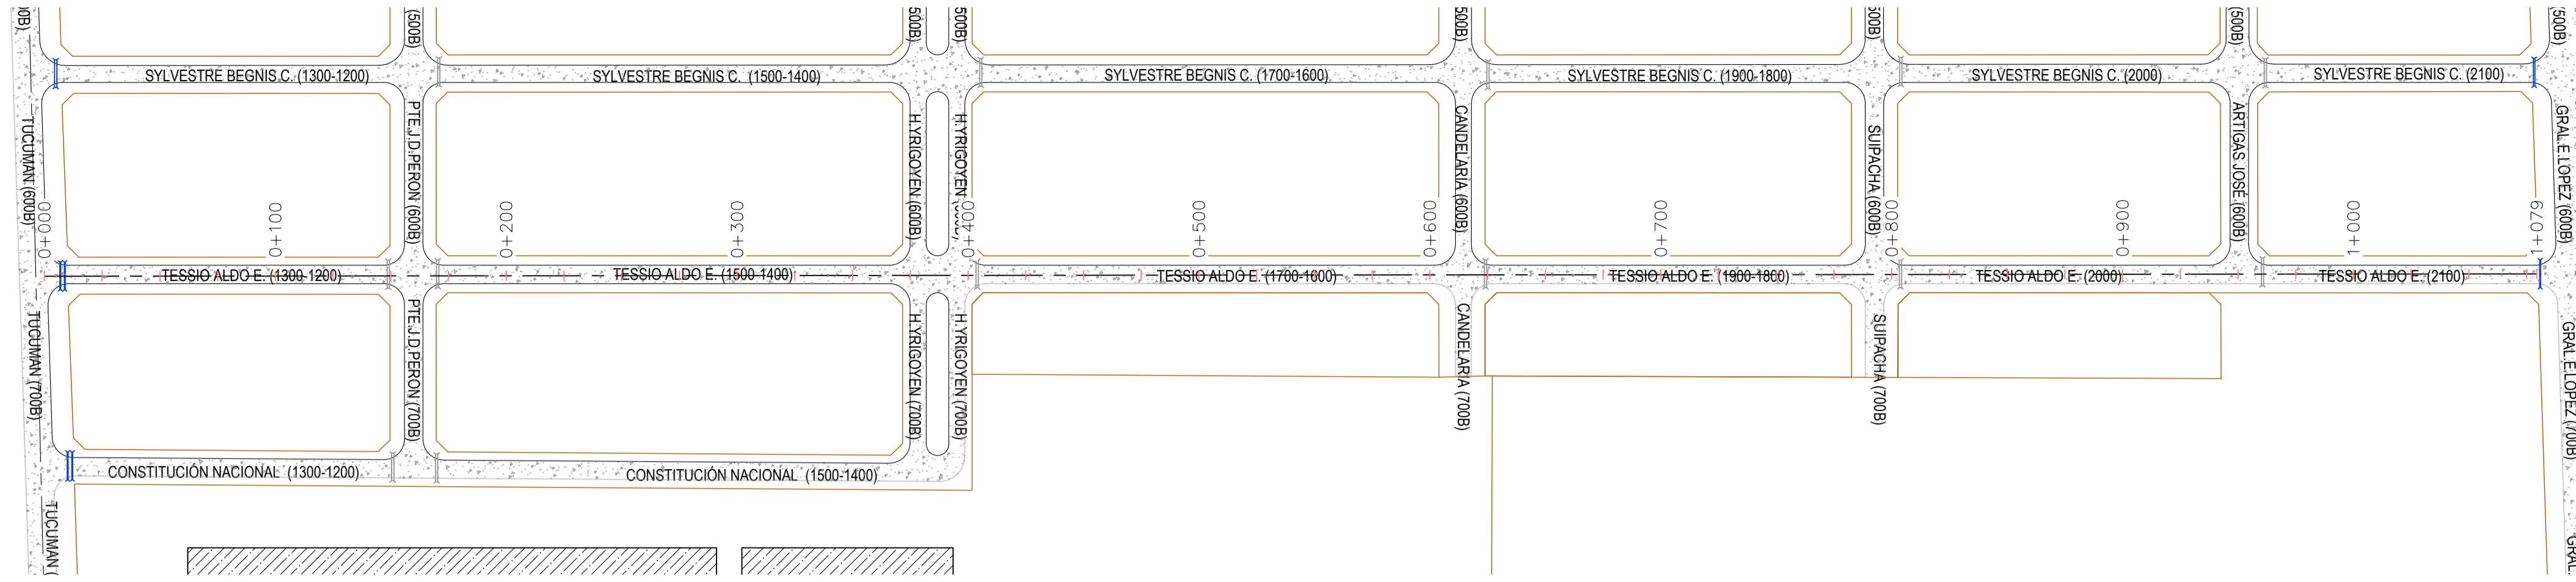 00B)
(500B)
500B)
500B)
500B)
500B)
(500B)
(500B)
SYLVESTRE BEGNIS C. (1300-1200)
SYLVESTRE BEGNIS C. (1500-1400)
SYLVESTRE BEGNIS C. (1700-1600)
SYLVESTRE BEGNIS C. (1900-1800)
SYLVESTRE BEGNIS C. (2000)
SYLVESTRE BEGNIS C. (2100)
TUCUMAN (600B)
PTE.J.D.PERON (600B)
H.YRIGOYEN (600B)
H.YRIGOYEN (600B)
CANDELARIA (600B)
SUIPACHA (600B)
ARTIGAS JOSÉ (600B)
GRAL.E.LOPEZ (600B)
0+000
0+100
0+200
0+300
0+400
0+500
0+600
0+700
0+800
0+900
1+000
1+079
TESSIO ALDO E. (1300-1200)
TESSIO ALDO E. (1500-1400)
TESSIO ALDO E. (1700-1600)
TESSIO ALDO E. (1900-1800)
TESSIO ALDO E. (2000)
TESSIO ALDO E. (2100)
TUCUMAN (700B)
PTE.J.D.PERON (700B)
H.YRIGOYEN (700B)
H.YRIGOYEN (700B)
CANDELARIA (700B)
SUIPACHA (700B)
GRAL.E.LOPEZ (700B)
CONSTITUCIÓN NACIONAL (1300-1200)
CONSTITUCIÓN NACIONAL (1500-1400)
TUCUMAN (
GRAL.